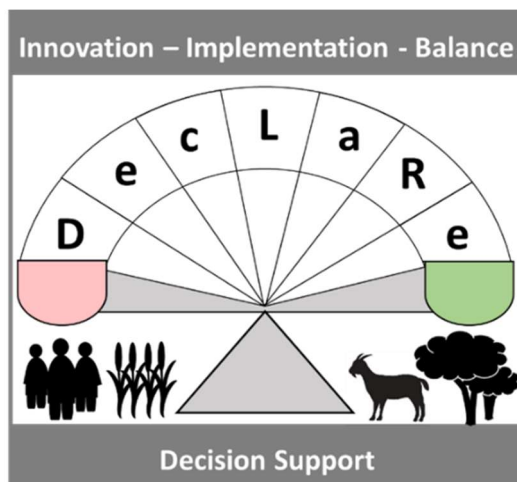 Innovation – Implementation - Balance
D e c L a R e
Decision Support